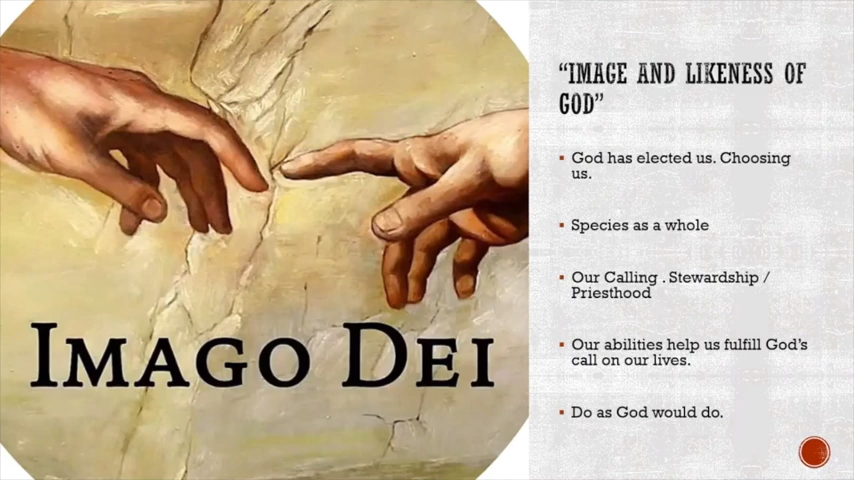 IMAGO DEI
“IMAGE AND LIKENESS OF
GOD”
God has elected us. Choosing
us.
Species as a whole
Our Calling . Stewardship /
Priesthood
Our abilities help us fulfill God’s
call on our lives.
Do as God would do.